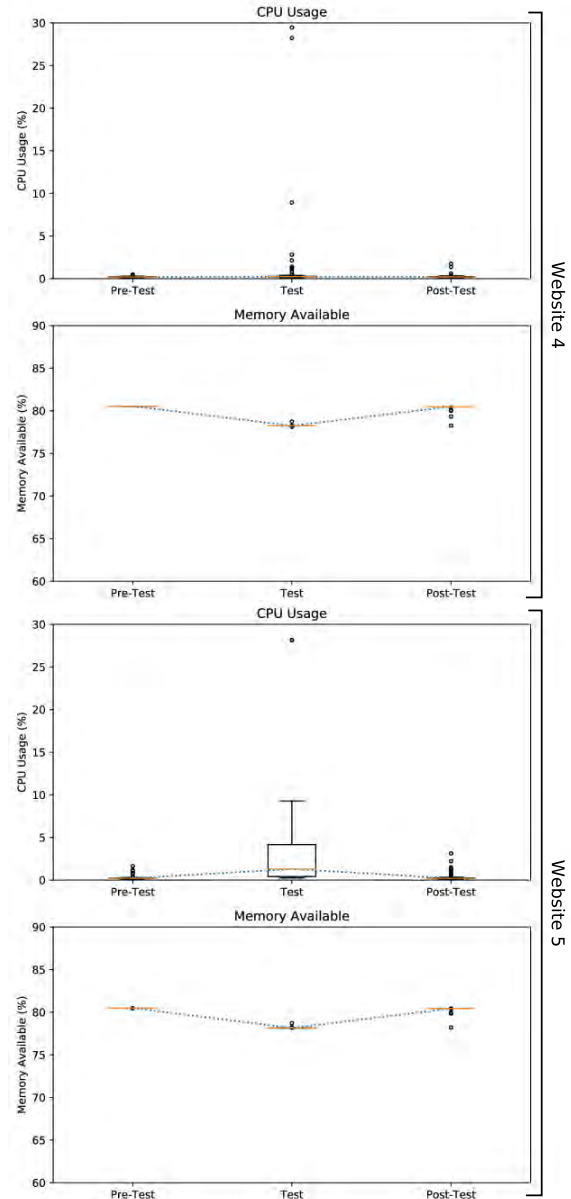 CPU Usage
30
25
20
15
10
5
0
CPU Usage (%)
Pre-Test Test Post-Test
Memory Available
90
85
80
75
70
65
60
Memory Available (%)
Pre-Test Test Post-Test
Website 4
CPU Usage
30
25
20
15
10
5
0
CPU Usage (%)
Pre-Test Test Post-Test
Memory Available
90
85
80
75
70
65
60
Memory Available (%)
Pre-Test Test Post-Test
Website 5